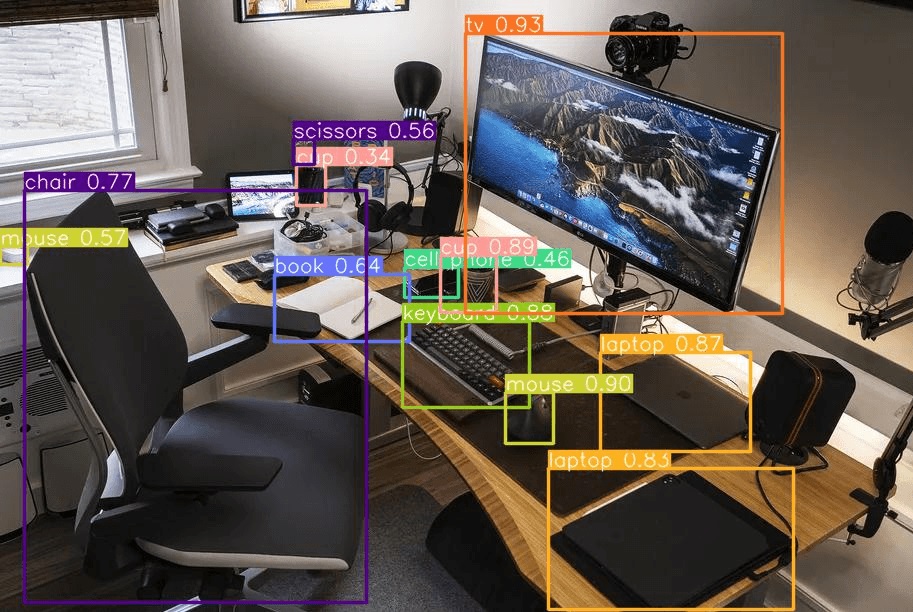 tv 0.93
scissors 0.56
cup 0.34
chair 0.77
mouse 0.57
cup 0.89
cell phone 0.46
book 0.64
keyboard 0.88
laptop 0.87
mouse 0.90
laptop 0.83